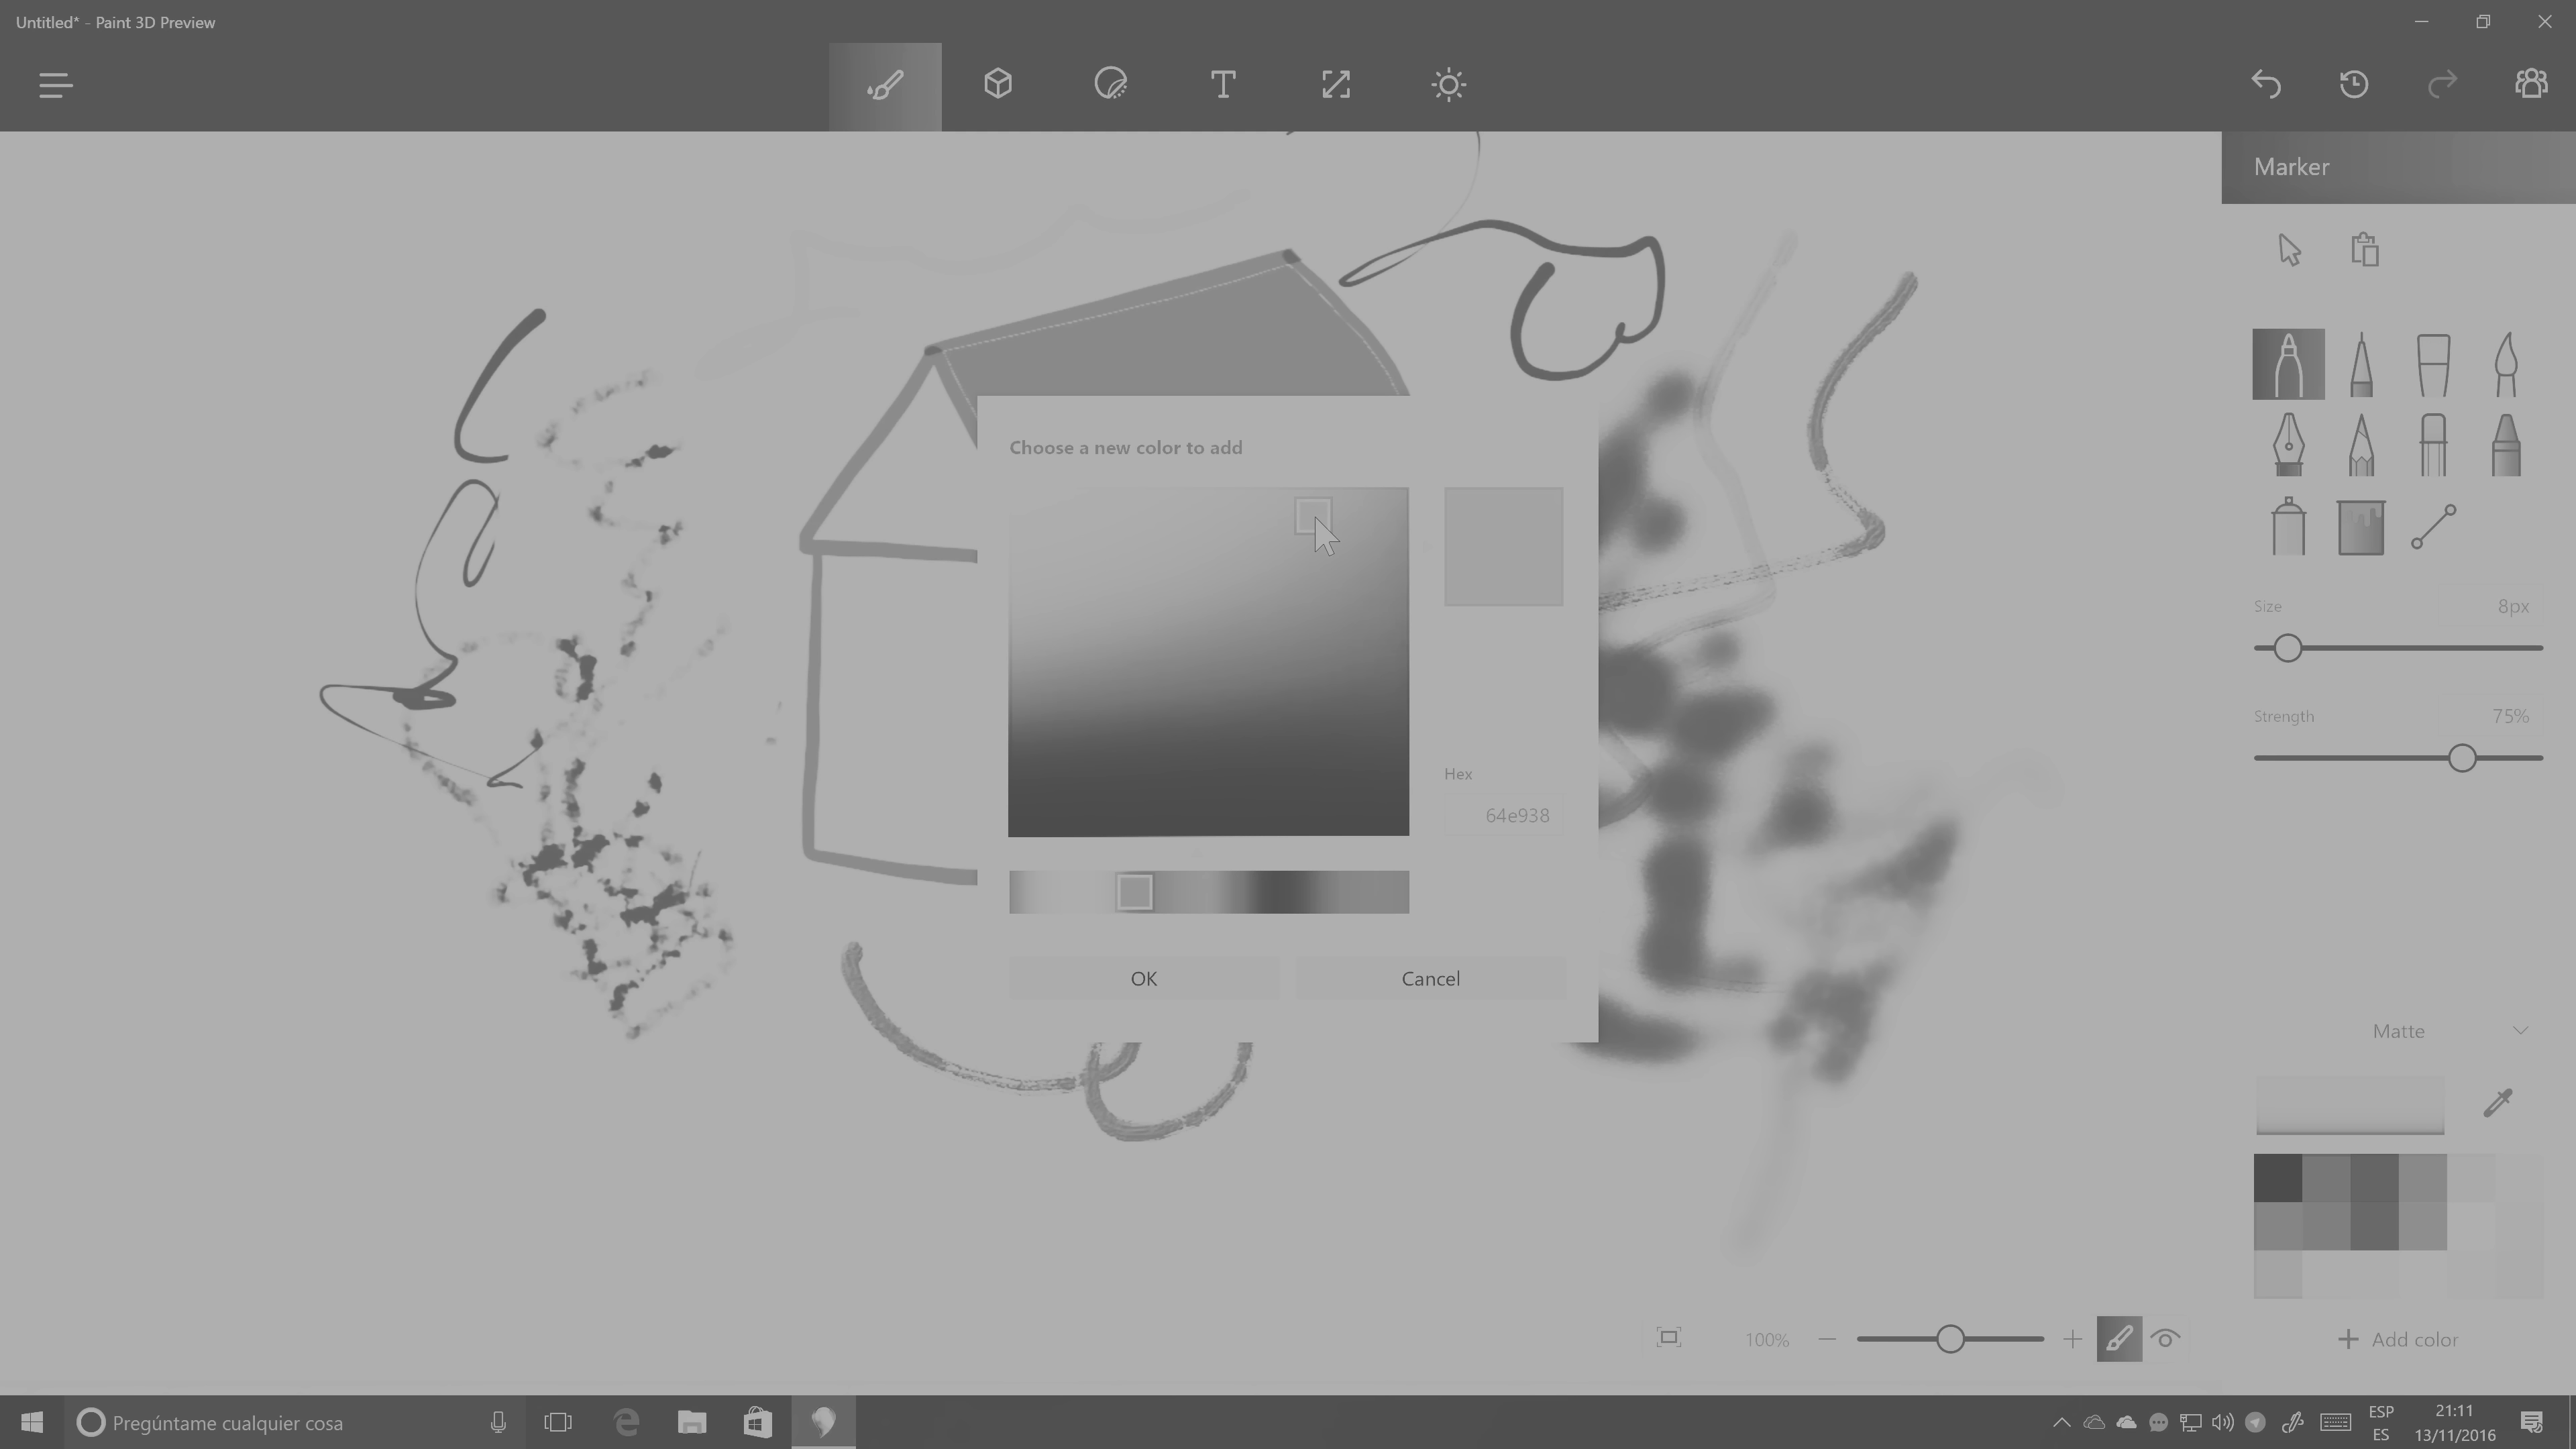 Untitled* - Paint 3D Preview
Marker
Choose a new color to add
Size 8px
Strength 75%
Hex
64e938
OK Cancel
Matte
100%
Add color
Pregúntame cualquier cosa
ESP
ES
21:11
13/11/2016